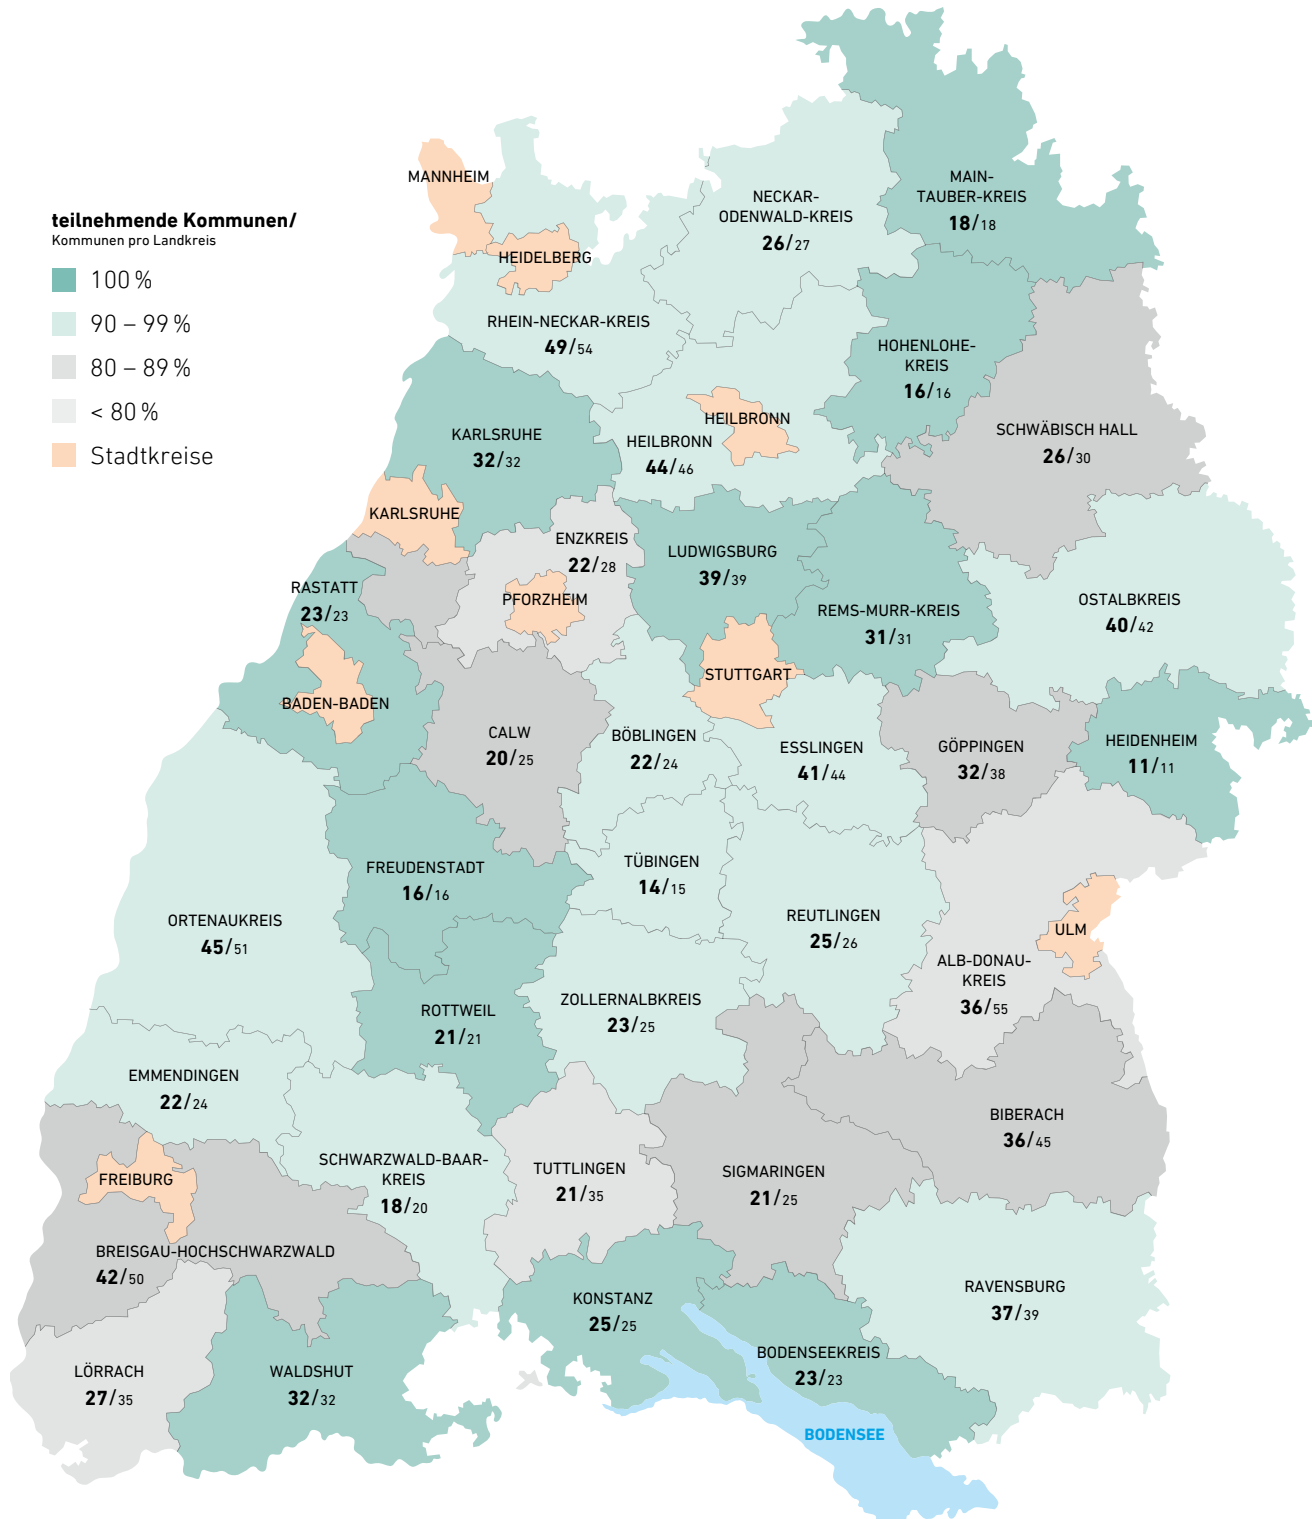 teilnehmende Kommunen/
Kommunen pro Landkreis
100 %
90 – 99 %
80 – 89 %
< 80 %
Stadtkreise
MANNHEIM
HEIDELBERG
NECKAR-
ODENWALD-KREIS
26/27
MAIN-
TAUBER-KREIS
18/18
RHEIN-NECKAR-KREIS
49/54
HOHENLOHE-
KREIS
16/16
KARLSRUHE
32/32
HEILBRONN
HEILBRONN
44/46
SCHWÄBISCH HALL
26/30
KARLSRUHE
ENZKREIS
22/28
LUDWIGSBURG
39/39
RASTATT
23/23
PFORZHEIM
REMS-MURR-KREIS
31/31
OSTALBKREIS
40/42
STUTTGART
BADEN-BADEN
CALW
20/25
BÖBLINGEN
22/24
ESSLINGEN
41/44
GÖPPINGEN
32/38
HEIDENHEIM
11/11
FREUDENSTADT
16/16
TÜBINGEN
14/15
ORTENAUKREIS
45/51
REUTLINGEN
25/26
ULM
ALB-DONAU-
KREIS
36/55
ROTTWEIL
21/21
ZOLLERNALBKREIS
23/25
EMMENDINGEN
22/24
BIBERACH
36/45
FREIBURG
SCHWARZWALD-BAAR-
KREIS
18/20
TUTTLINGEN
21/35
SIGMARINGEN
21/25
BREISGAU-HOCHSCHWARZWALD
42/50
KONSTANZ
25/25
RAVENSBURG
37/39
LÖRRACH
27/35
WALDSHUT
32/32
BODENSEEKREIS
23/23
BODENSEE